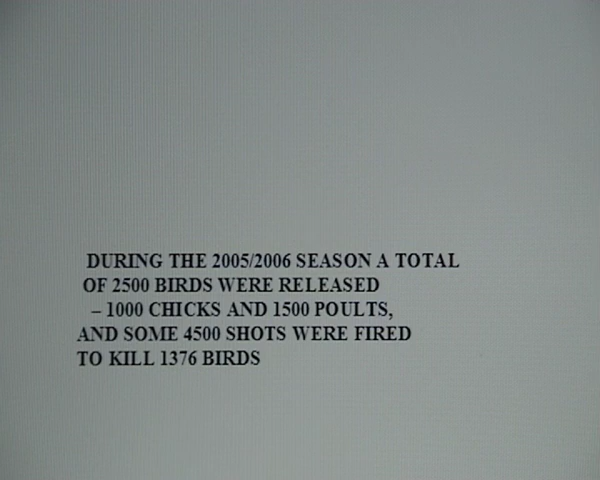 DURING THE 2005/2006 SEASON A TOTAL
OF 2500 BIRDS WERE RELEASED
– 1000 CHICKS AND 1500 POULTS,
AND SOME 4500 SHOTS WERE FIRED
TO KILL 1376 BIRDS